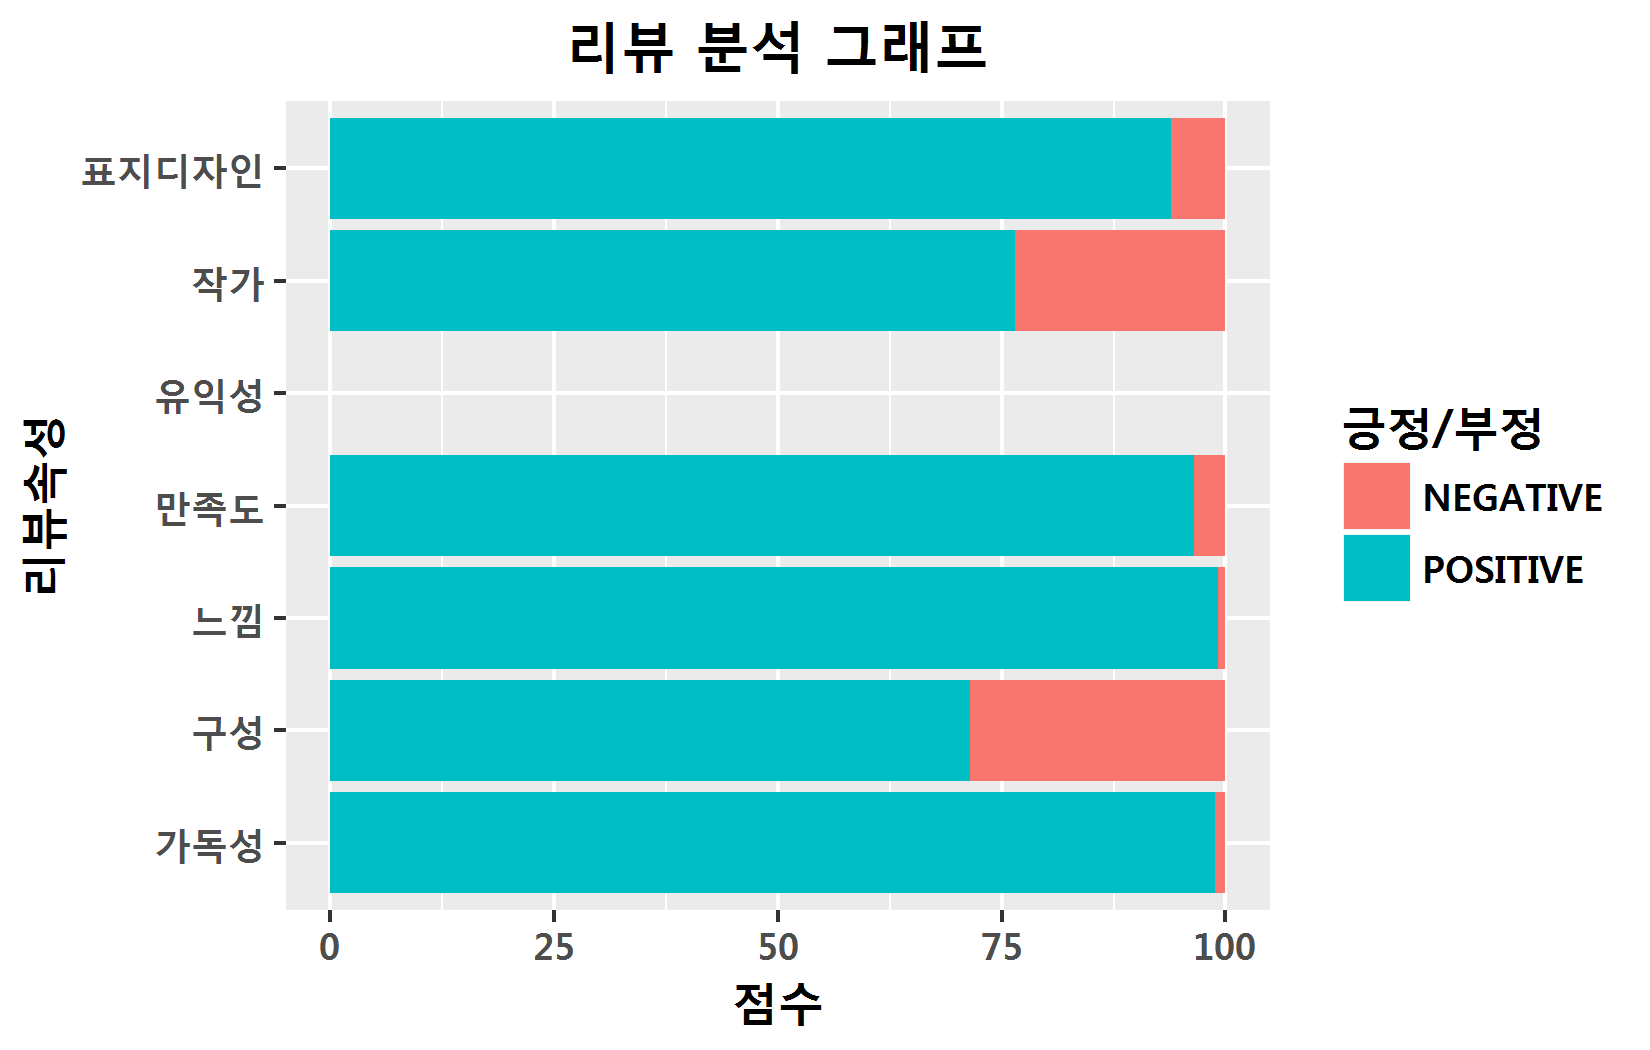 리뷰 분석 그래프
표지디자인
작가
유익성
만족도
느낌
구성
가독성
리뷰속성
0 25 50 75 100
점수
긍정/부정
NEGATIVE
POSITIVE